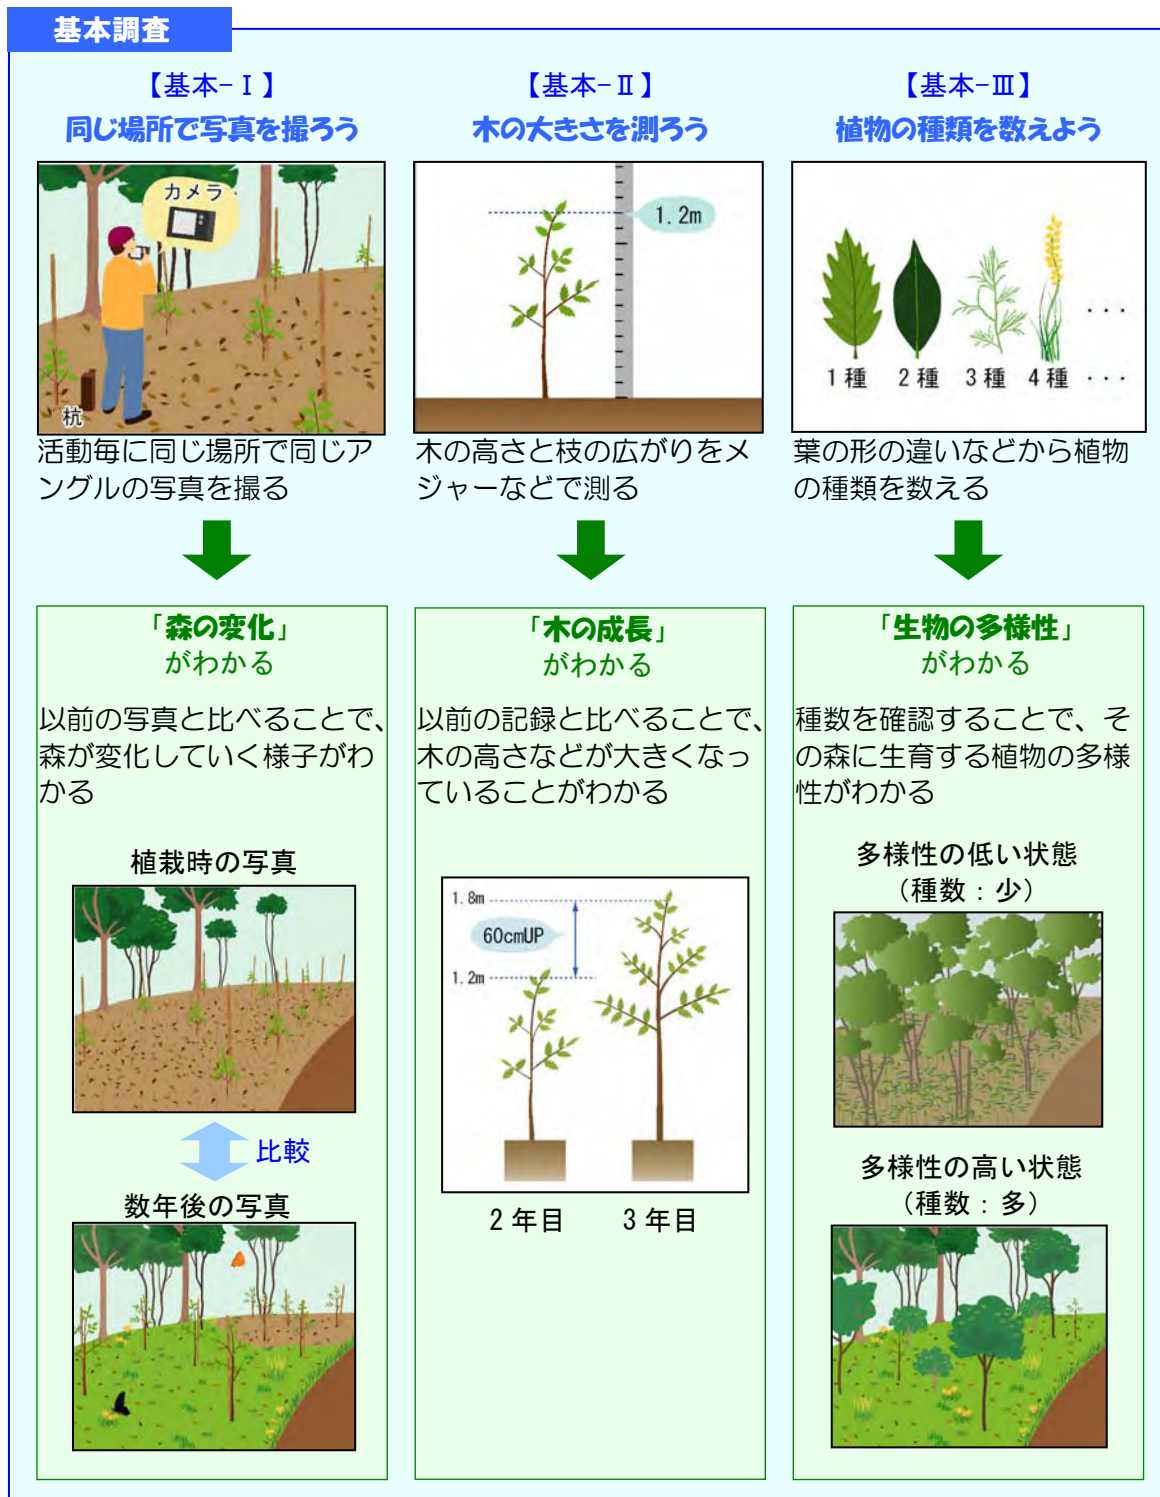 基本調査
【基本-Ⅰ】
同じ場所で写真を撮ろう
カメラ
杭
活動毎に同じ場所で同じア
ングルの写真を撮る
「森の変化」
がわかる
以前の写真と比べることで、
森が変化していく様子がわ
かる
植栽時の写真
比較
数年後の写真
【基本-Ⅱ】
木の大きさを測ろう
1.2m
木の高さと枝の広がりをメ
ジャーなどで測る
「木の成長」
がわかる
以前の記録と比べることで、
木の高さなどが大きくなっ
ていることがわかる
1.8m
60cmUP
1.2m
2年目 3年目
【基本-Ⅲ】
植物の種類を数えよう
･･･
1種 2種 3種 4種 ･･･
葉の形の違いなどから植物
の種類を数える
「生物の多様性」
がわかる
種数を確認することで、そ
の森に生育する植物の多様
性がわかる
多様性の低い状態
（種数：少）
多様性の高い状態
（種数：多）